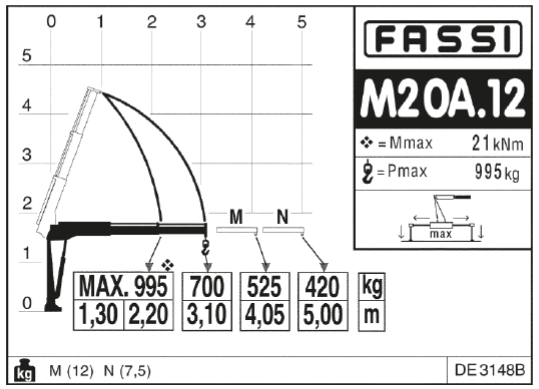 0 1 2 3 4 5
FASSI
5
4
3
2
1
0
M20A.12
❖ = Mmax 21 kNm
= Pmax 995 kg
max
M N
❖
MAX. 995 700 525 420 kg
1,30 2,20 3,10 4,05 5,00 m
kg M (12) N (7,5)
DE3148B